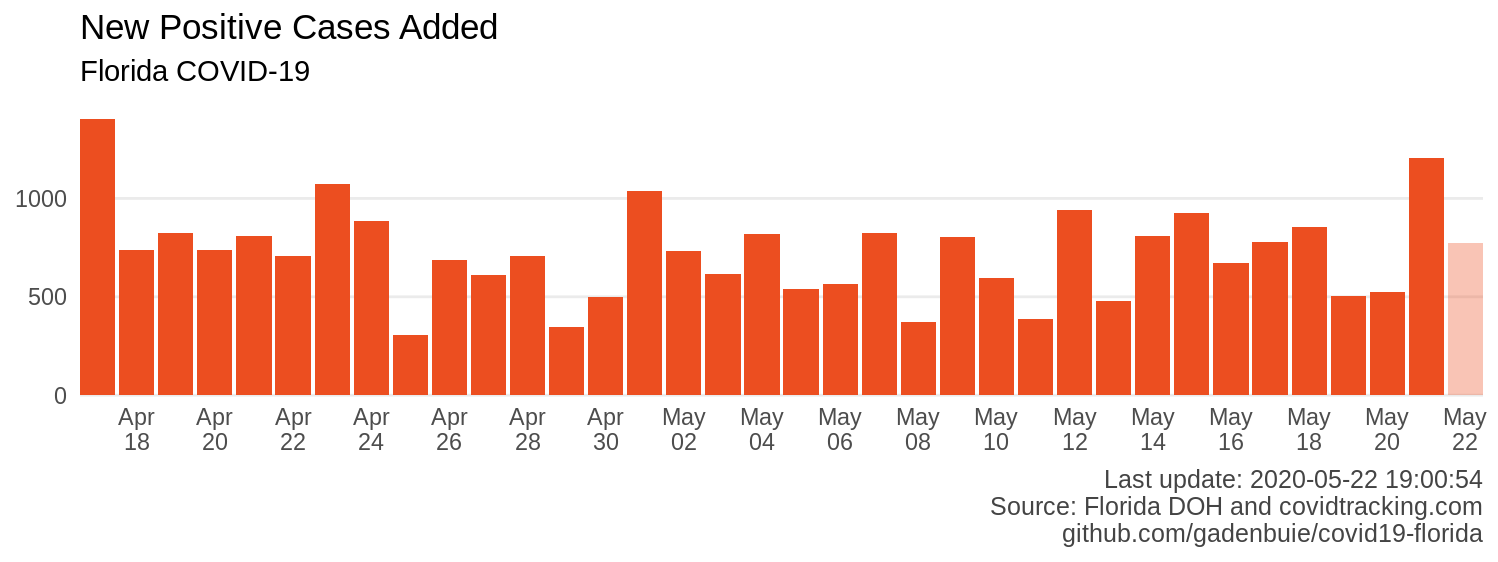 New Positive Cases Added
Florida COVID-19
1000
500
0
Apr Apr Apr Apr Apr Apr Apr May May May May May May May May May May May
18 20 22 24 26 28 30 02 04 06 08 10 12 14 16 18 20 22
Last update: 2020-05-22 19:00:54
Source: Florida DOH and covidtracking.com
github.com/gadenbuie/covid19-florida